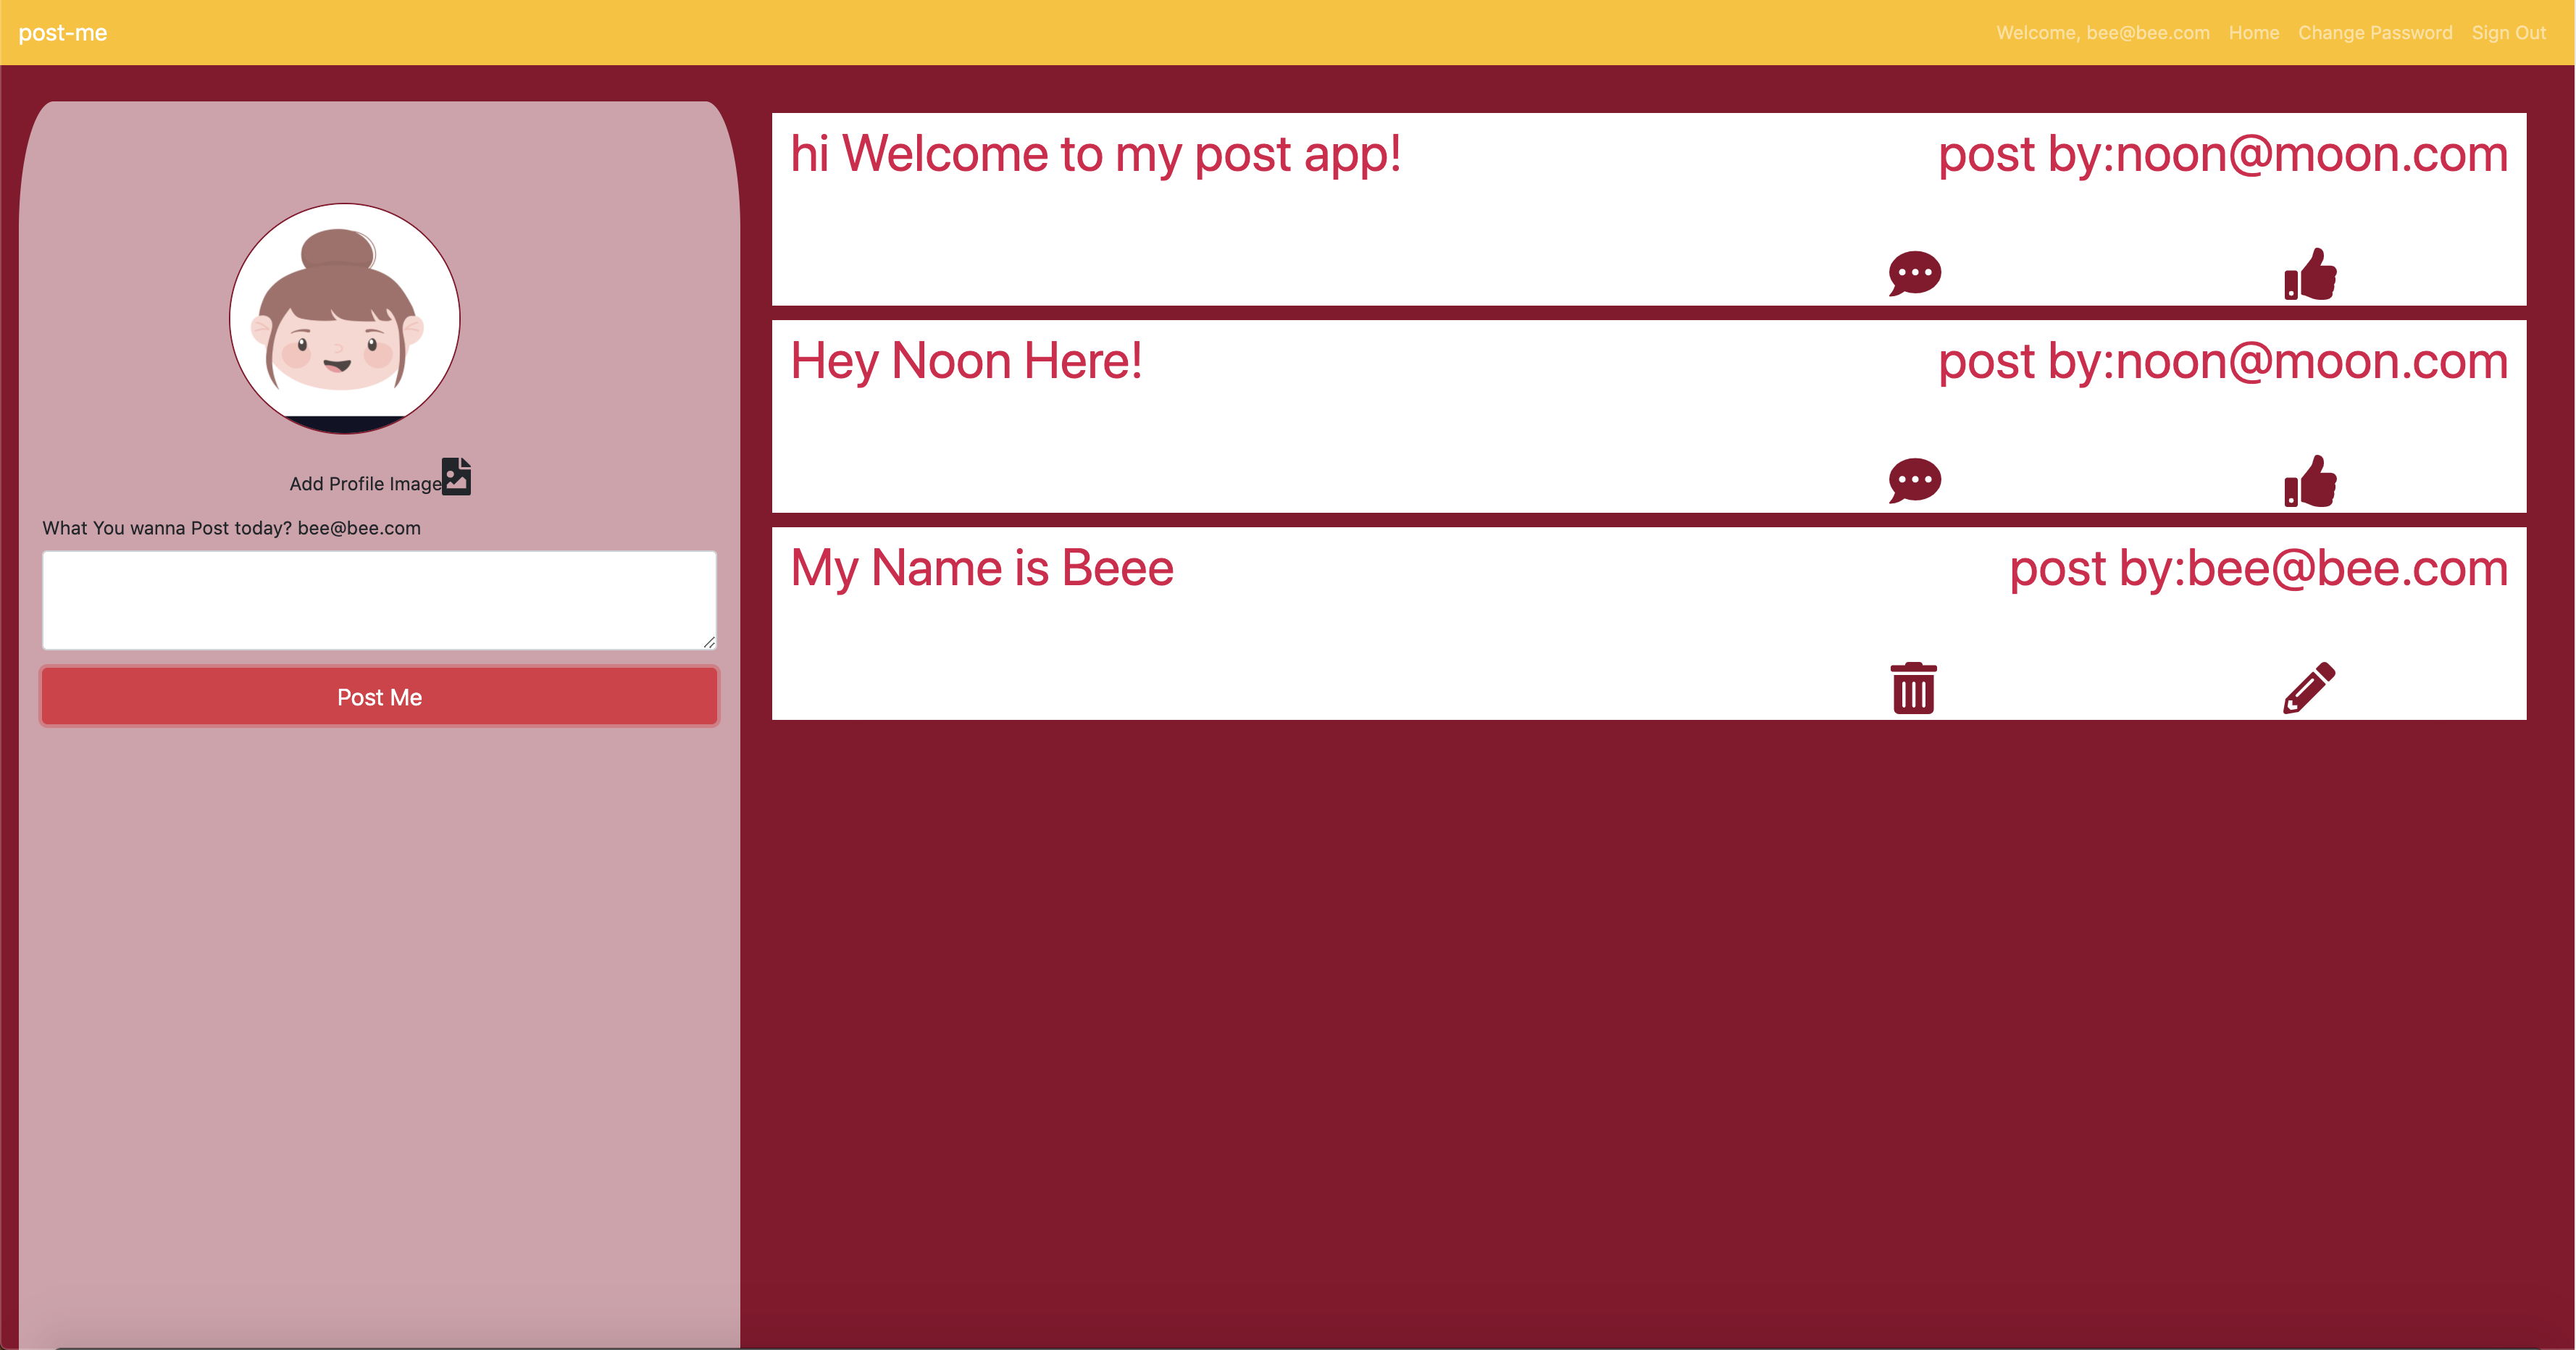 post-me
Welcome, bee@bee.com Home Change Password Sign Out
Add Profile Image
What You wanna Post today? bee@bee.com
Post Me
hi Welcome to my post app! post by:noon@moon.com
Hey Noon Here! post by:noon@moon.com
My Name is Beee post by:bee@bee.com